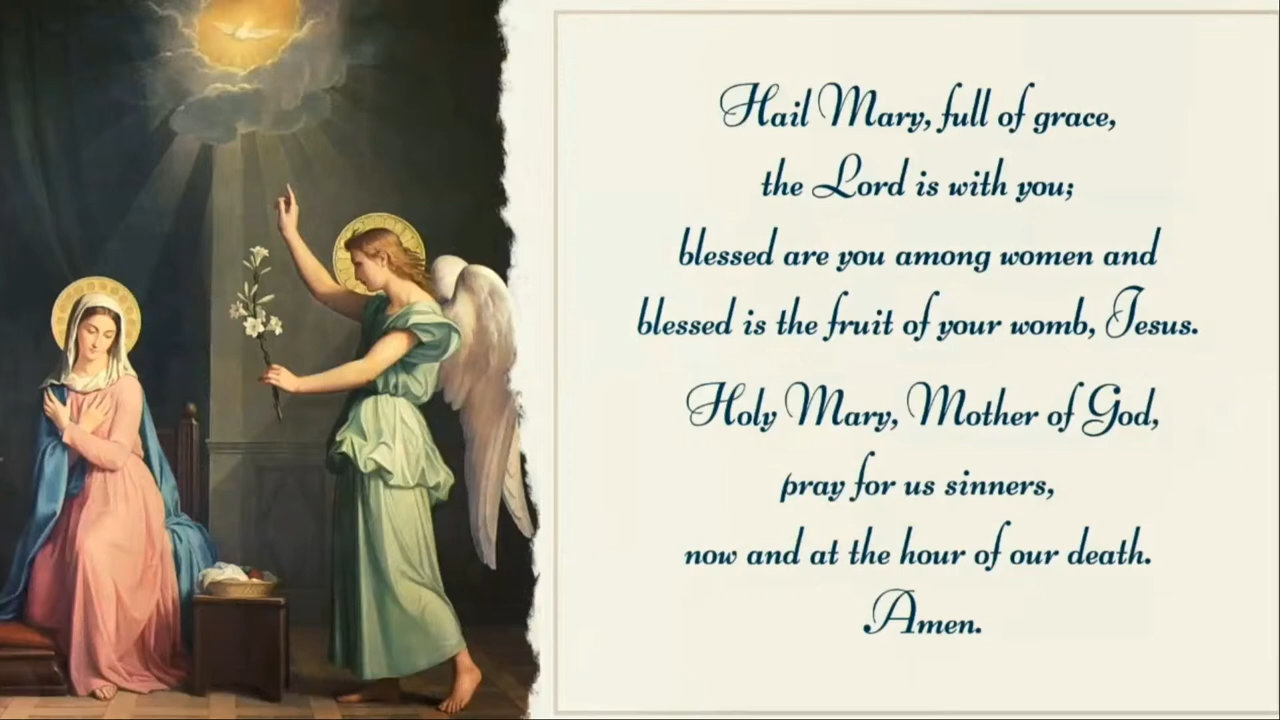 Hail Mary, full of grace,
the Lord is with you;
blessed are you among women and
blessed is the fruit of your womb, Jesus.
Holy Mary, Mother of God,
pray for us sinners,
now and at the hour of our death.
Amen.